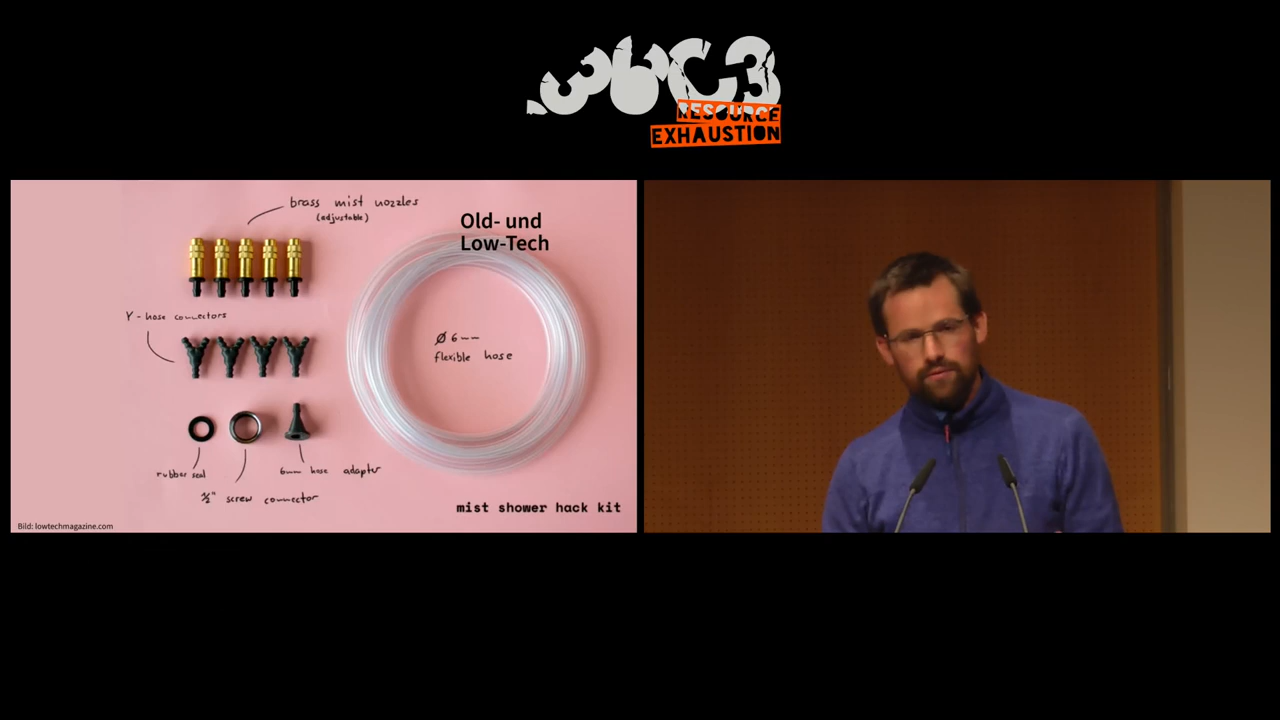 36C3
RESOURCE
EXHAUSTION
brass mist nozzles
(adjustable)
Old- und
Low-Tech
Y-hose connectors
Ø 6mm
flexible hose
rubber seal
6mm hose adapter
½" screw connector
mist shower hack kit
Bild: lowtechmagazine.com